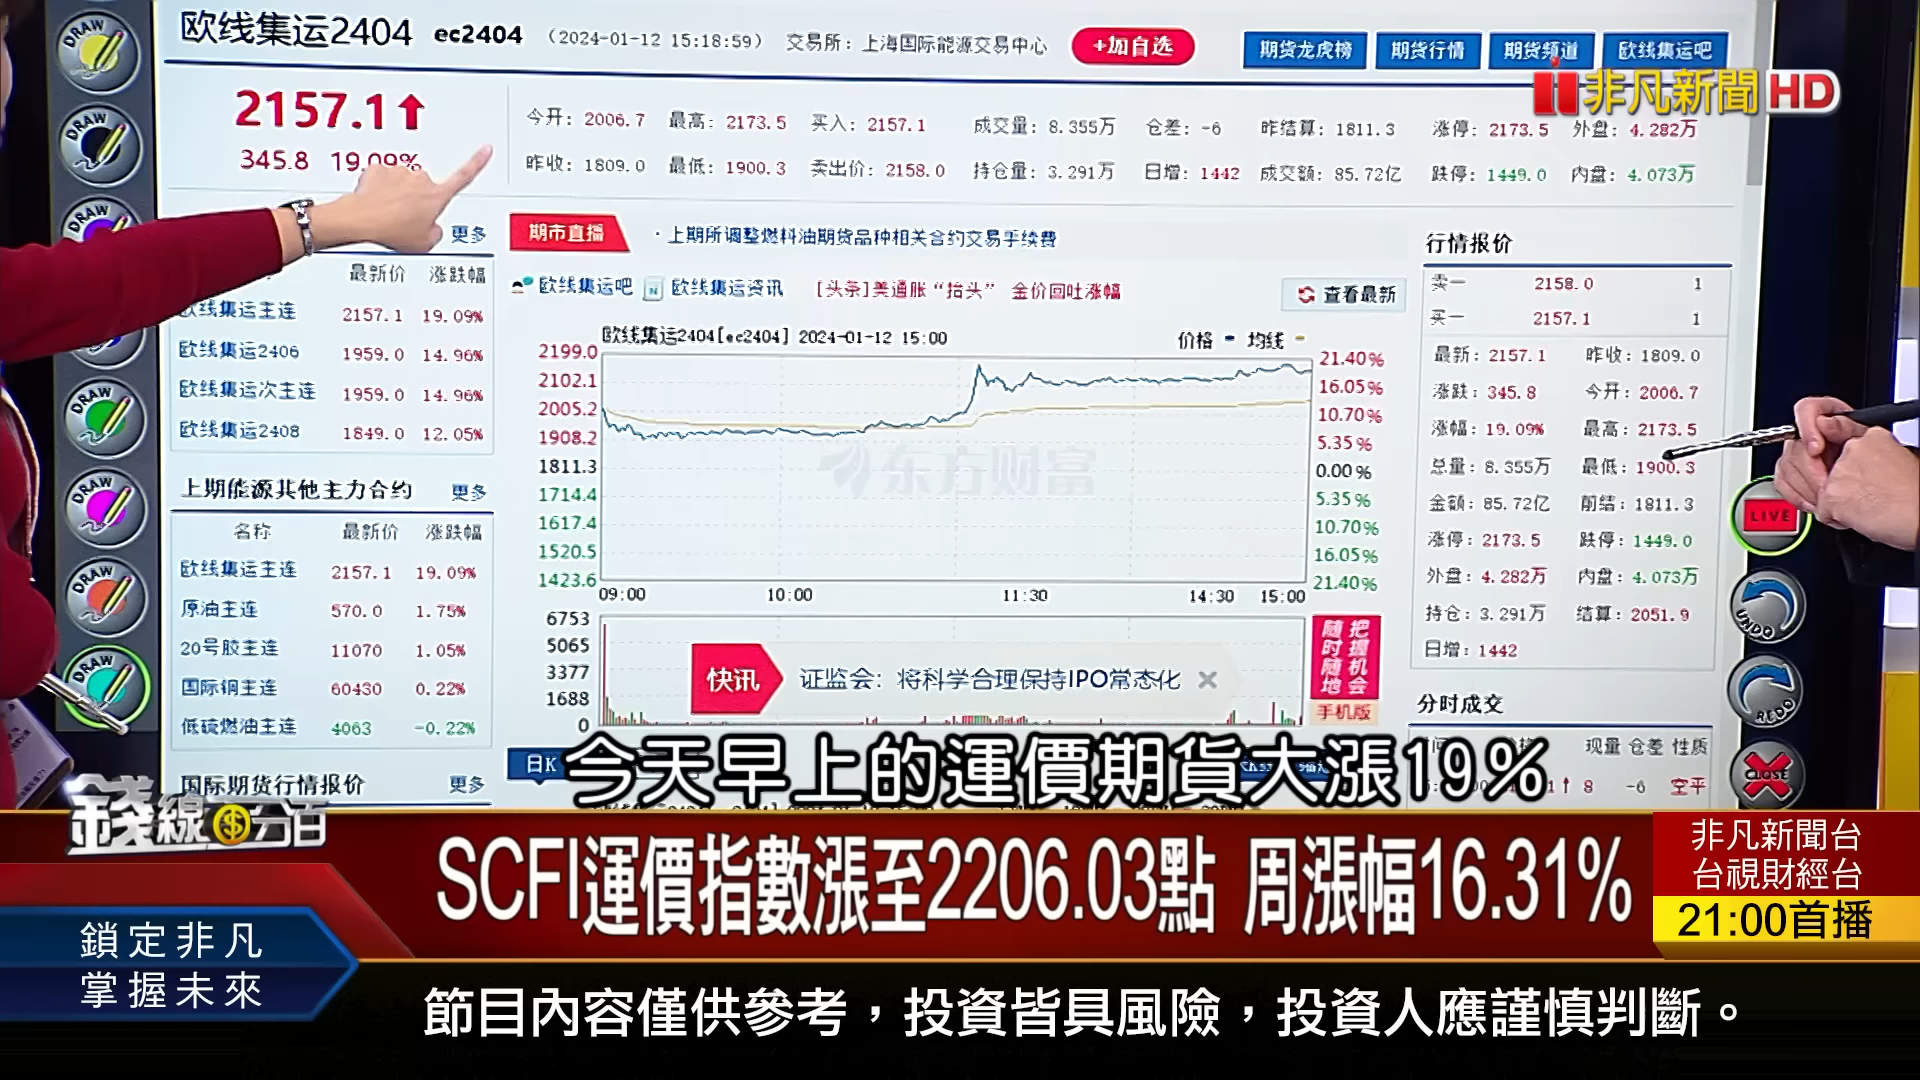 欧线集运2404 ec2404 (2024-01-12 15:18:59) 交易所: 上海国际能源交易中心 +加自选 期货龙虎榜 期货行情 期货频道 欧线集运吧
非凡新聞 HD
2157.1↑
345.8 19.09%
今开: 2006.7 最高: 2173.5 买入: 2157.1 成交量: 8.355万 仓差: -6 昨结算: 1811.3 涨停: 2173.5 外盘: 4.282万
昨收: 1809.0 最低: 1900.3 卖出价: 2158.0 持仓量: 3.291万 日增: 1442 成交额: 85.72亿 跌停: 1449.0 内盘: 4.073万
更多
最新价 涨跌幅
欧线集运主连 2157.1 19.09%
欧线集运2406 1959.0 14.96%
欧线集运次主连 1959.0 14.96%
欧线集运2408 1849.0 12.05%
上期能源其他主力合约 更多
名称 最新价 涨跌幅
欧线集运主连 2157.1 19.09%
原油主连 570.0 1.75%
20号胶主连 11070 1.05%
国际铜主连 60430 0.22%
低硫燃油主连 4063 -0.22%
国际期货行情报价 更多
期市直播 ·上期所调整燃料油期货品种相关合约交易手续费
欧线集运吧 欧线集运资讯 [头条]美通胀“抬头” 金价回吐涨幅 查看最新
欧线集运2404[ec2404] 2024-01-12 15:00 价格 均线
2199.0 21.40%
2102.1 16.05%
2005.2 10.70%
1908.2 5.35%
1811.3 0.00%
1714.4 5.35%
1617.4 10.70%
1520.5 16.05%
1423.6 21.40%
东方财富
09:00 10:00 11:30 14:30 15:00
6753
5065
3377
1688
0
快讯 证监会: 将科学合理保持IPO常态化 ×
把握机会
随时随地
手机版
日K
行情报价
卖一 2158.0 1
买一 2157.1 1
最新: 2157.1 昨收: 1809.0
涨跌: 345.8 今开: 2006.7
涨幅: 19.09% 最高: 2173.5
总量: 8.355万 最低: 1900.3
金额: 85.72亿 前结: 1811.3
涨停: 2173.5 跌停: 1449.0
外盘: 4.282万 内盘: 4.073万
持仓: 3.291万 结算: 2051.9
日增: 1442
分时成交
现量 仓差 性质
1↑ 8 -6 空平
DRAW
DRAW
DRAW
DRAW
DRAW
DRAW
DRAW
LIVE
UNDO
REDO
CLOSE
今天早上的運價期貨大漲19%
錢線百分百
SCFI運價指數漲至2206.03點 周漲幅16.31%
非凡新聞台
台視財經台
21:00首播
鎖定非凡
掌握未來
節目內容僅供參考，投資皆具風險，投資人應謹慎判斷。